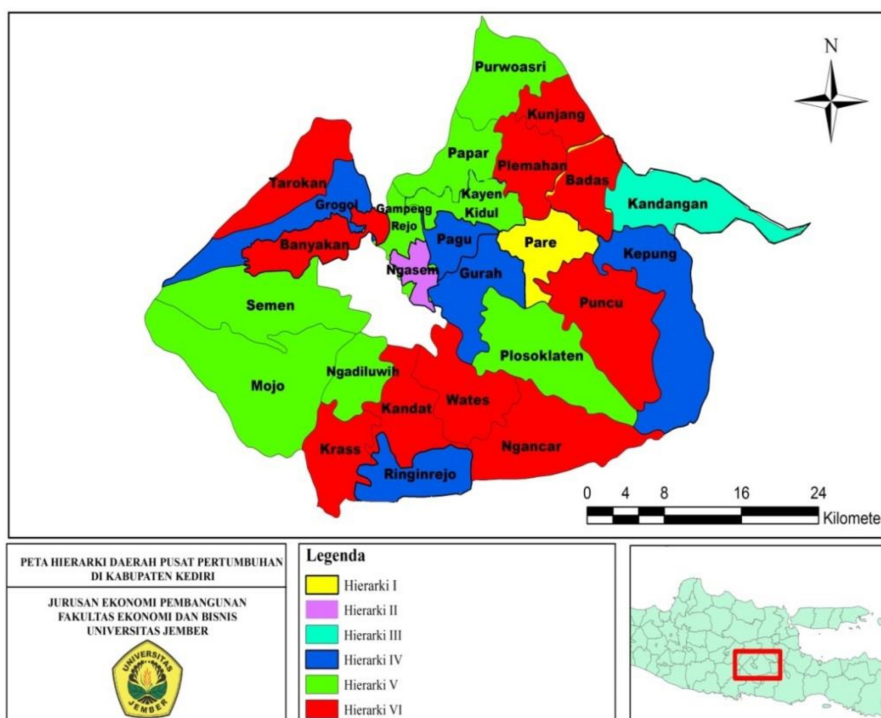 N
Purwoasri
Kunjang
Papar
Plemahan
Tarokan
Kayen
Kidul
Badas
Kandangan
Grogol
Gampeng
Rejo
Banyakan
Pagu
Pare
Kepung
Ngasem
Gurah
Semen
Puncu
Plosoklaten
Ngadiluwih
Mojo
Kandat
Wates
Krass
Ngancar
Ringinrejo
0 4 8 16 24
Kilomete
PETA HIERARKI DAERAH PUSAT PERTUMBUHAN
DI KABUPATEN KEDIRI
JURUSAN EKONOMI PEMBANGUNAN
FAKULTAS EKONOMI DAN BISNIS
UNIVERSITAS JEMBER
UNIVERSITAS
JEMBER
Legenda
Hierarki I
Hierarki II
Hierarki III
Hierarki IV
Hierarki V
Hierarki VI